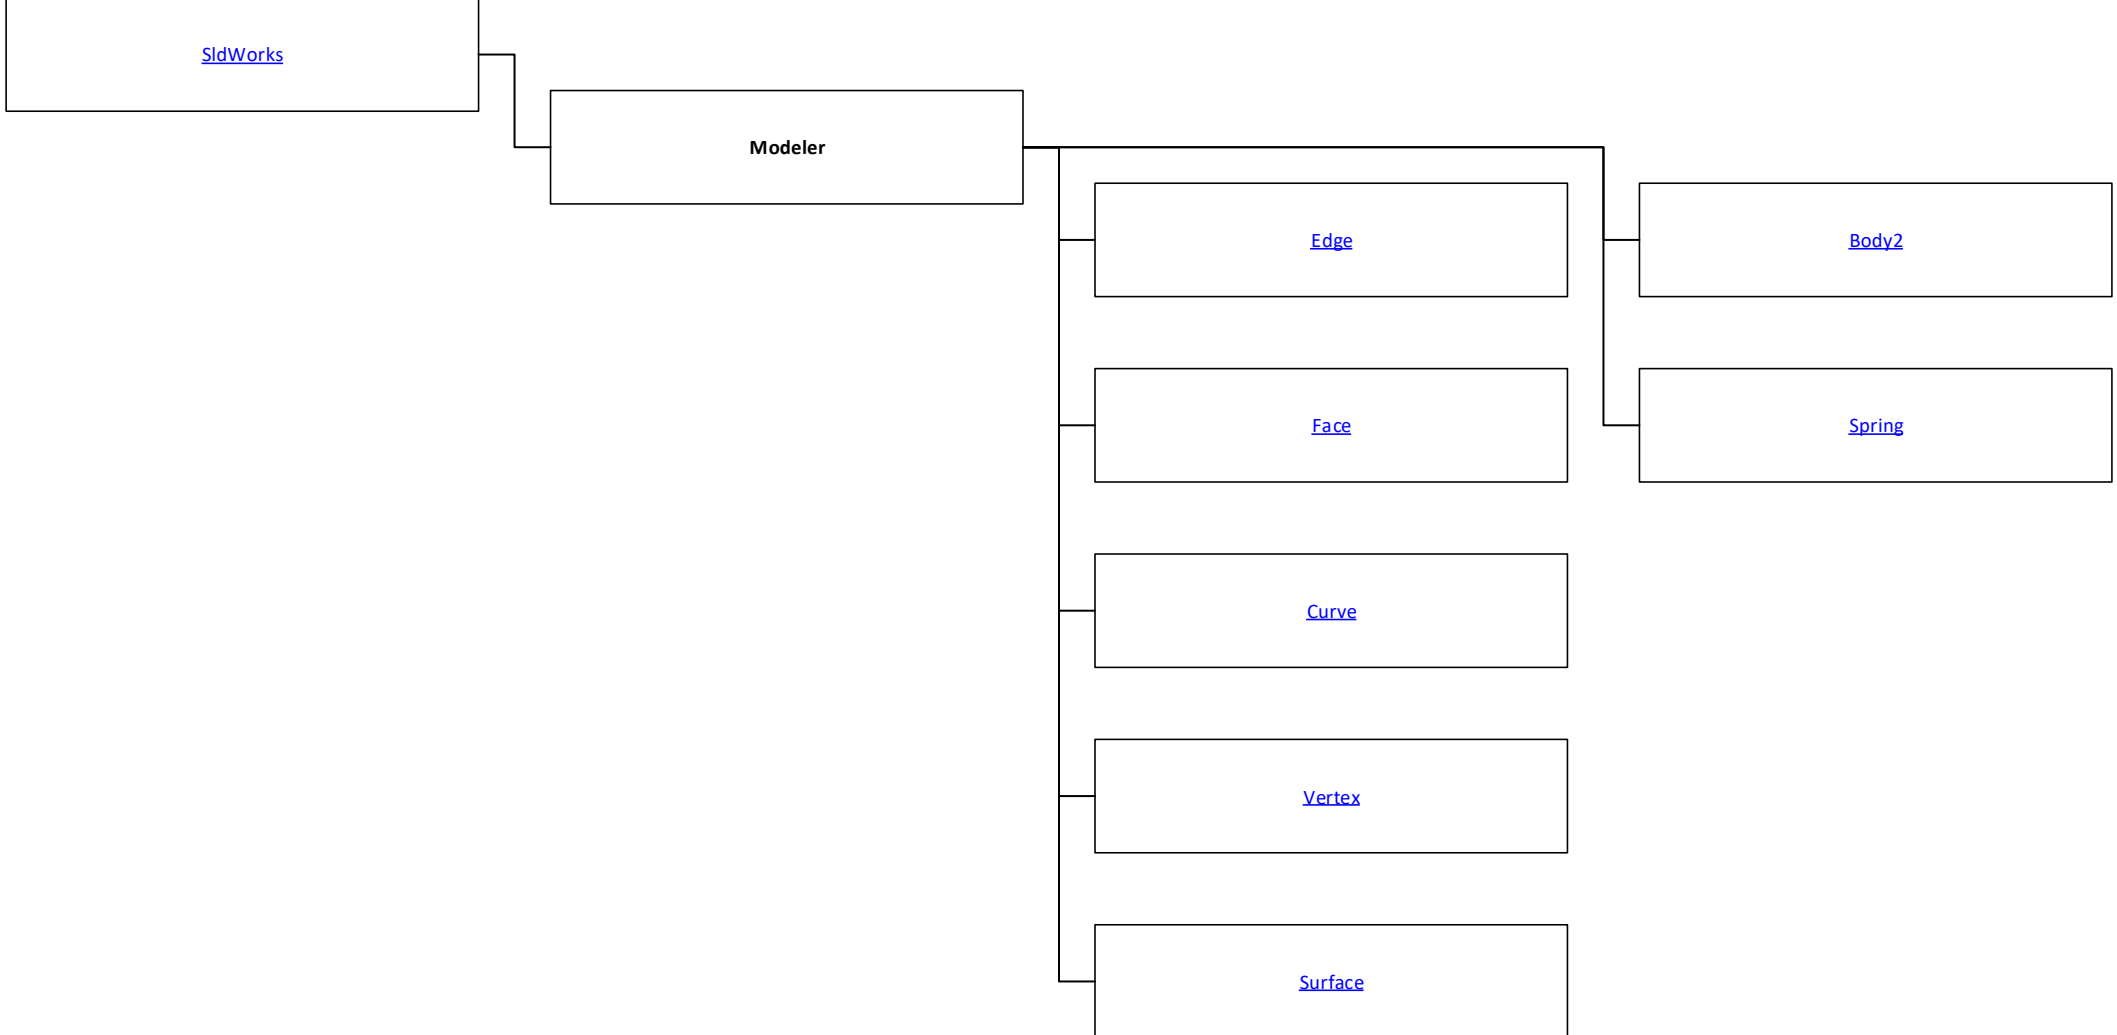 SldWorks
Modeler
Edge
Body2
Face
Spring
Curve
Vertex
Surface